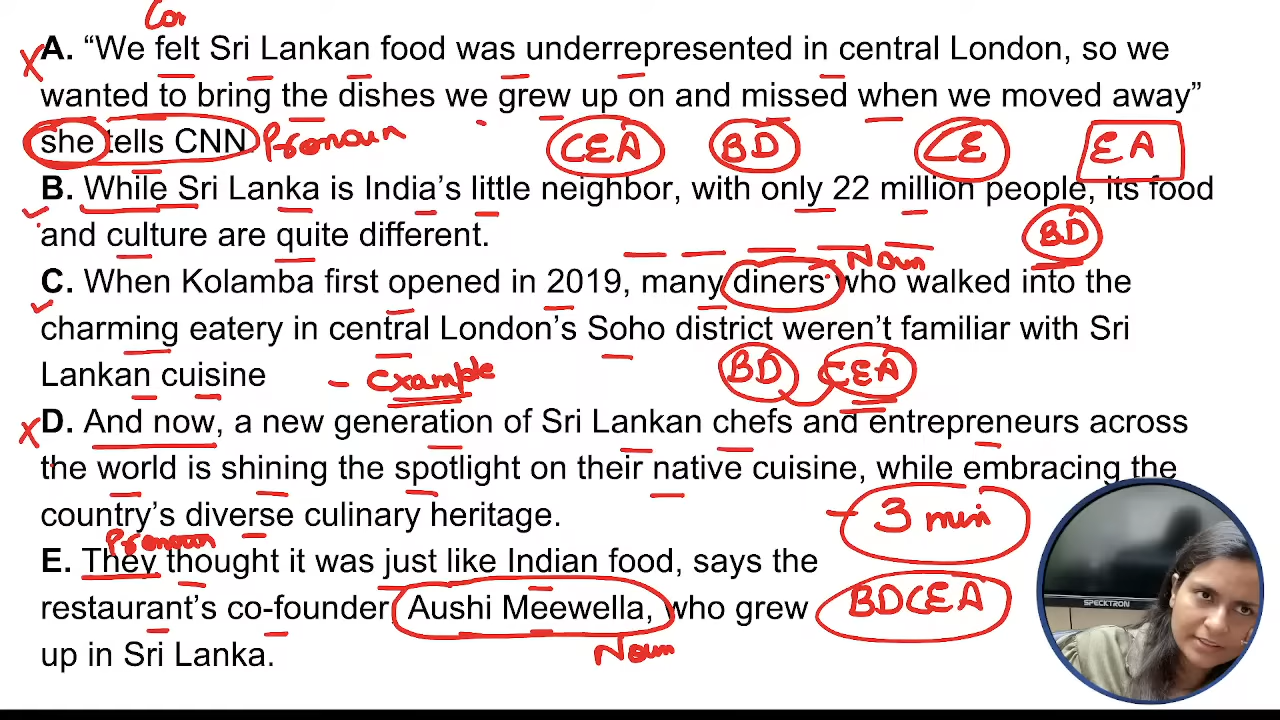 Con
A. “We felt Sri Lankan food was underrepresented in central London, so we
wanted to bring the dishes we grew up on and missed when we moved away”
she tells CNN Pronoun CEA BD CE EA
B. While Sri Lanka is India’s little neighbor, with only 22 million people, its food
and culture are quite different. BD
Noun
C. When Kolamba first opened in 2019, many diners who walked into the
charming eatery in central London’s Soho district weren’t familiar with Sri
Lankan cuisine - example BD CEA
D. And now, a new generation of Sri Lankan chefs and entrepreneurs across
the world is shining the spotlight on their native cuisine, while embracing the
country’s diverse culinary heritage. - 3 min
Pronoun
E. They thought it was just like Indian food, says the
restaurant’s co-founder Aushi Meewella, who grew BDCEA
up in Sri Lanka. Noun
SPECKTRON